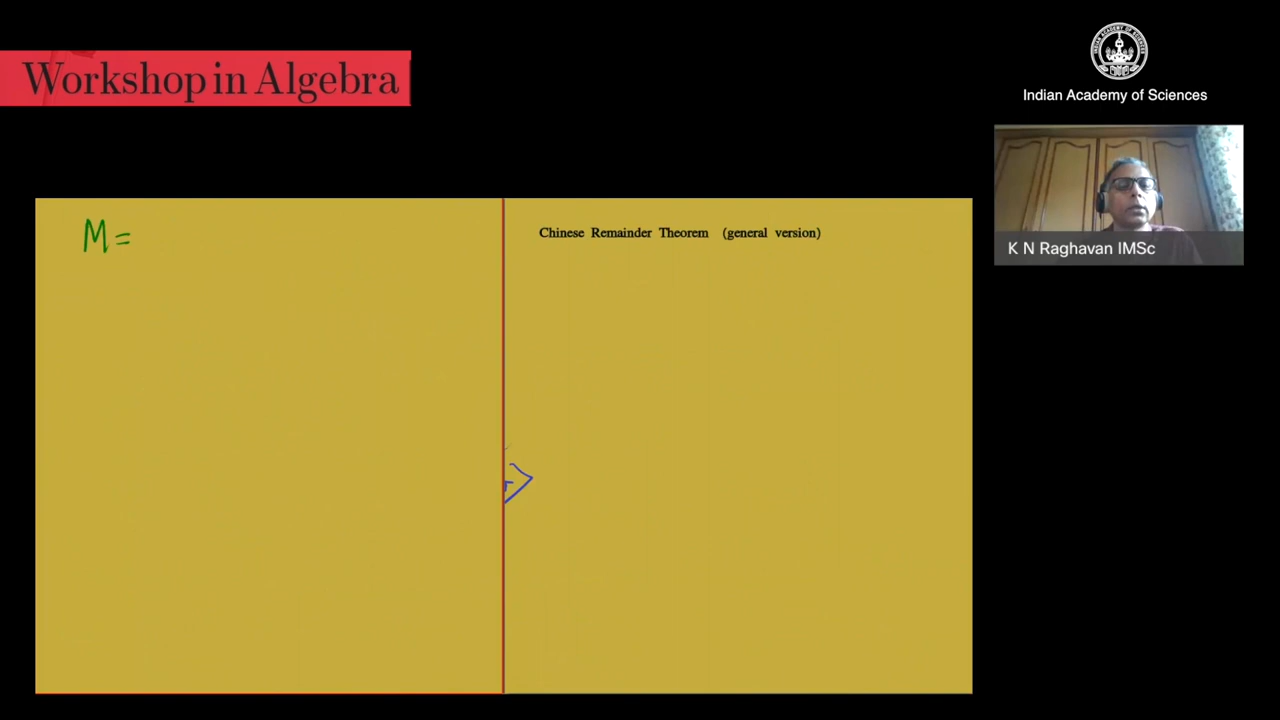 Workshop in Algebra
Indian Academy of Sciences
K N Raghavan IMSc
M =
Chinese Remainder Theorem (general version)